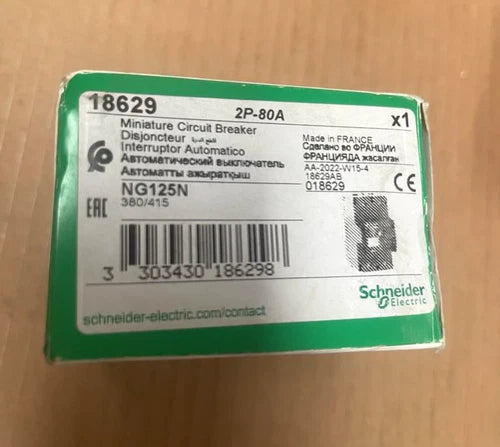 18629 2P-80A x1
Miniature Circuit Breaker
Disjoncteur
Interruptor Automatico
Автоматический выключатель
Автоматты ажыратқыш
NG125N
380/415
Made in FRANCE
Сделано во ФРАНЦИИ
ФРАНЦИЯДА жасалған
AA-2022-W15-4
18629AB
018629
CE
EAC
3 303430 186298
Schneider
Electric
schneider-electric.com/contact